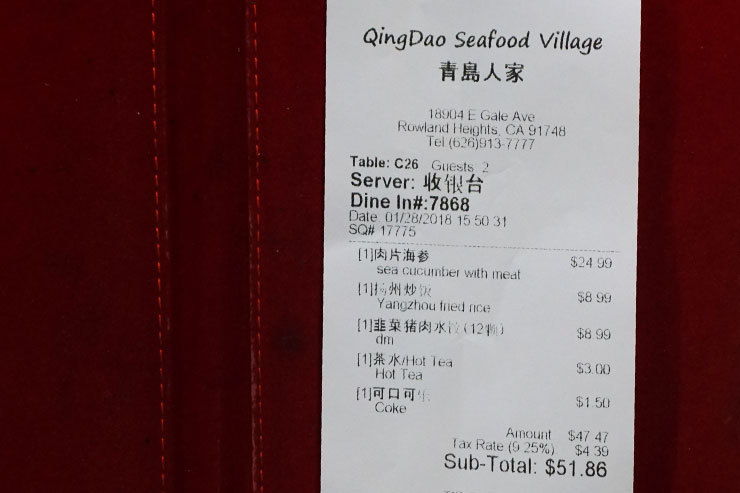 QingDao Seafood Village
青島人家
18904 E Gale Ave
Rowland Heights, CA 91748
Tel (626)913-7777
Table: C26 Guests: 2
Server: 收银台
Dine In#:7868
Date: 01/28/2018 15:50:31
SQ# 17775
[1]肉片海参 $24.99
sea cucumber with meat
[1]扬州炒饭 $8.99
Yangzhou fried rice
[1]韭菜猪肉水饺(12颗) $8.99
dm
[1]茶水/Hot Tea $3.00
Hot Tea
[1]可口可乐 $1.50
Coke
Amount $47.47
Tax Rate (9.25%) $4.39
Sub-Total: $51.86